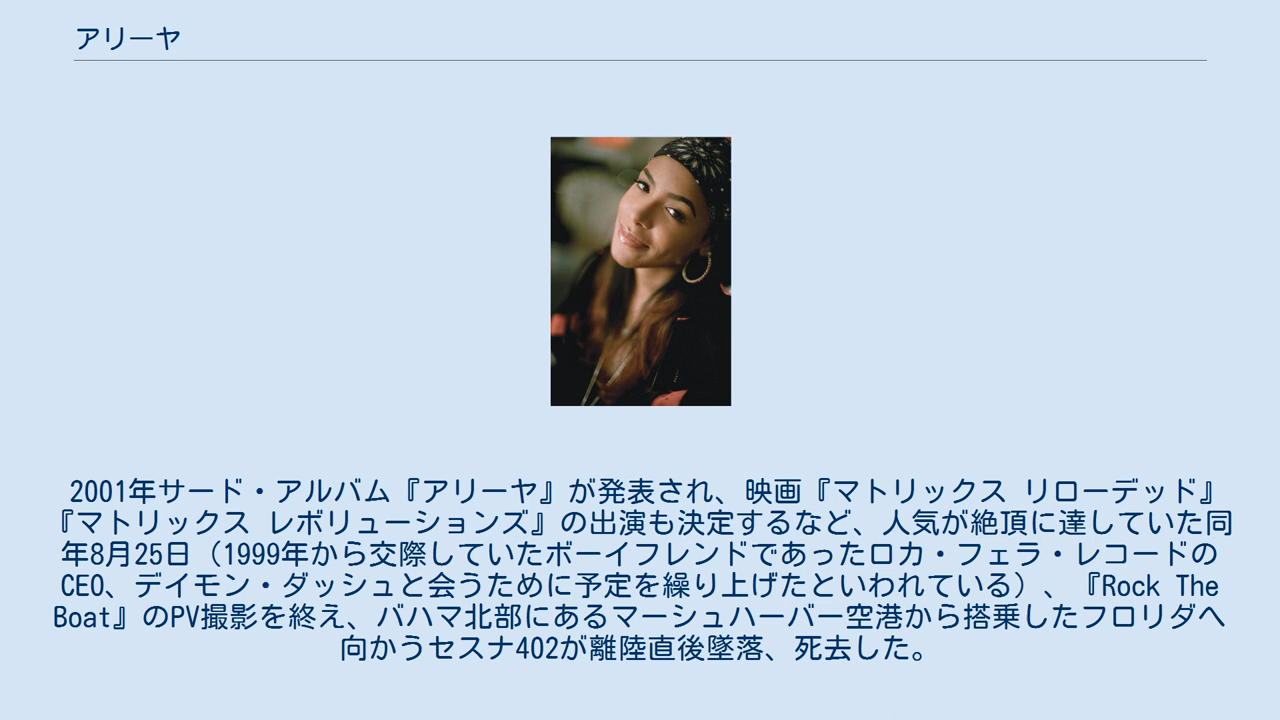 アリーヤ
2001年サード・アルバム『アリーヤ』が発表され、映画『マトリックス リローデッド』
『マトリックス レボリューションズ』の出演も決定するなど、人気が絶頂に達していた同
年8月25日（1999年から交際していたボーイフレンドであったロカ・フェラ・レコードの
CEO、デイモン・ダッシュと会うために予定を繰り上げたといわれている）、『Rock The
Boat』のPV撮影を終え、バハマ北部にあるマーシュハーバー空港から搭乗したフロリダへ
向かうセスナ402が離陸直後墜落、死去した。